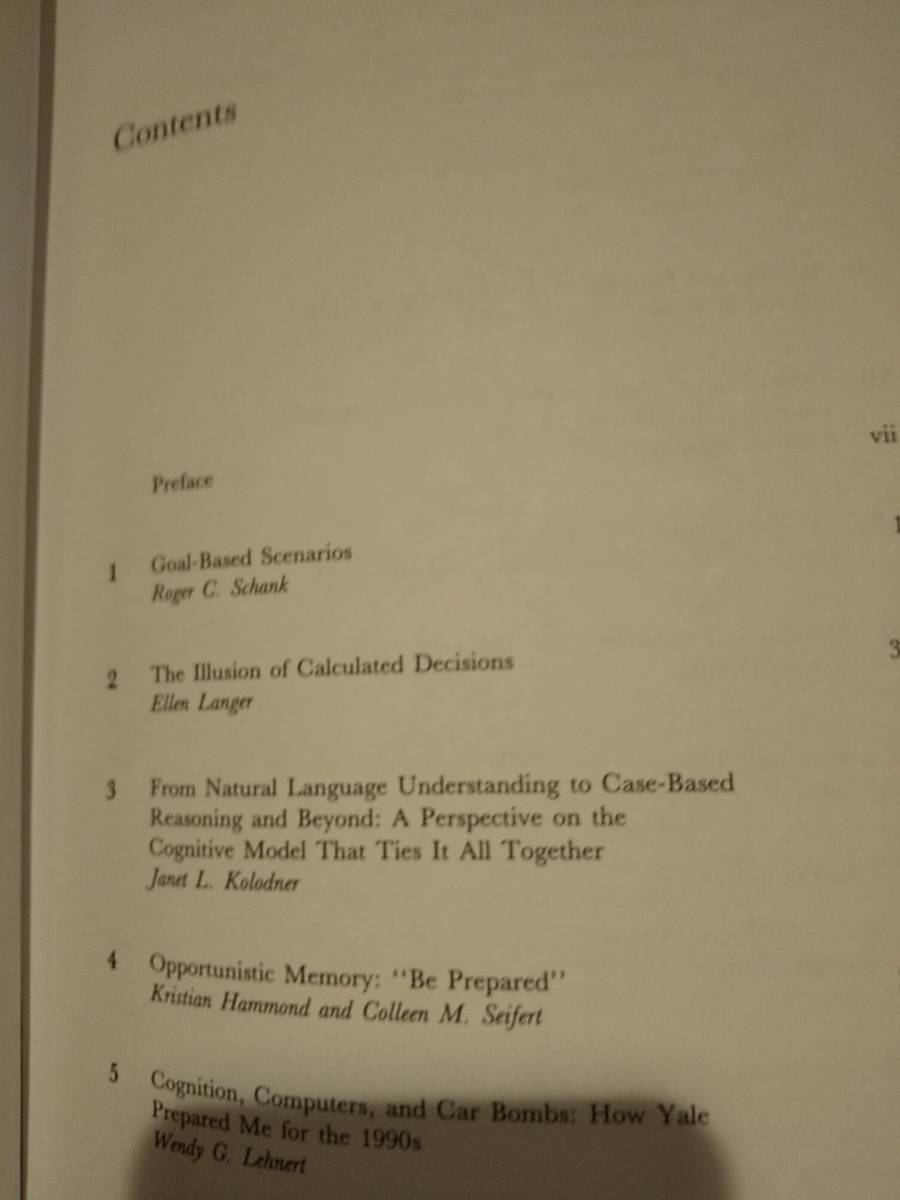 Contents
Preface vii
1 Goal-Based Scenarios 1
Roger C. Schank
2 The Illusion of Calculated Decisions 3
Ellen Langer
3 From Natural Language Understanding to Case-Based
Reasoning and Beyond: A Perspective on the
Cognitive Model That Ties It All Together
Janet L. Kolodner
4 Opportunistic Memory: “Be Prepared”
Kristian Hammond and Colleen M. Seifert
5 Cognition, Computers, and Car Bombs: How Yale
Prepared Me for the 1990s
Wendy G. Lehnert